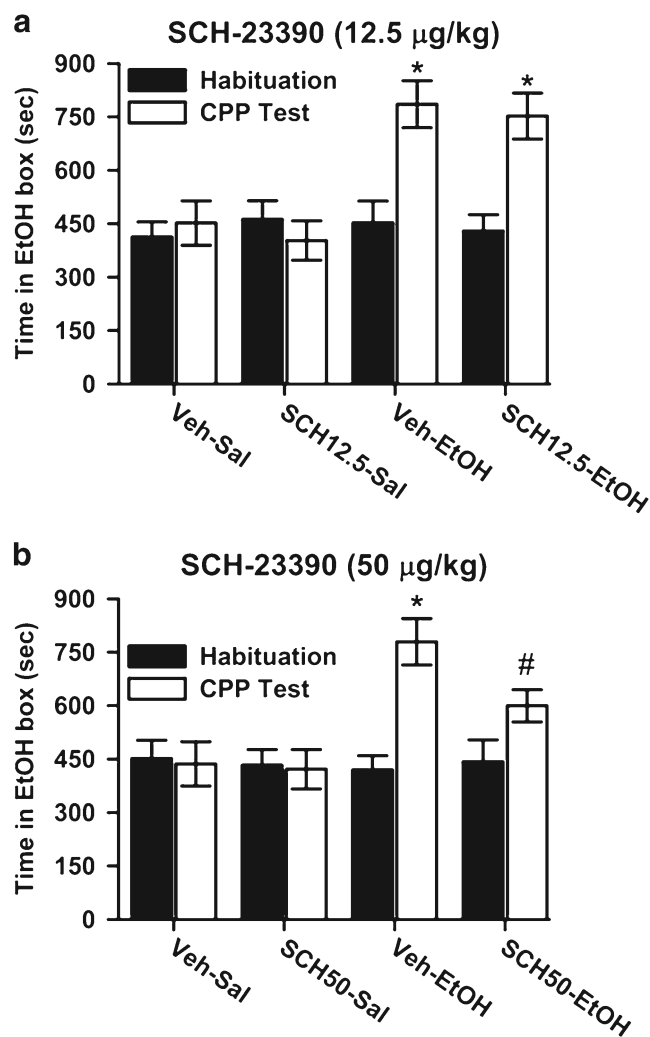 a
SCH-23390 (12.5 µg/kg)
Time in EtOH box (sec)
900
750
600
450
300
150
0
Habituation
CPP Test
*
*
Veh-Sal
SCH12.5-Sal
Veh-EtOH
SCH12.5-EtOH
b
SCH-23390 (50 µg/kg)
Time in EtOH box (sec)
900
750
600
450
300
150
0
Habituation
CPP Test
*
#
Veh-Sal
SCH50-Sal
Veh-EtOH
SCH50-EtOH